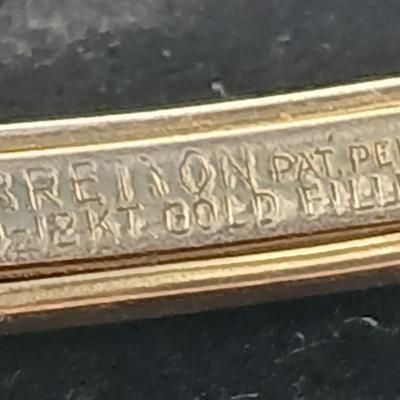 BRETTON PAT. PE
12KT. GOLD FILL